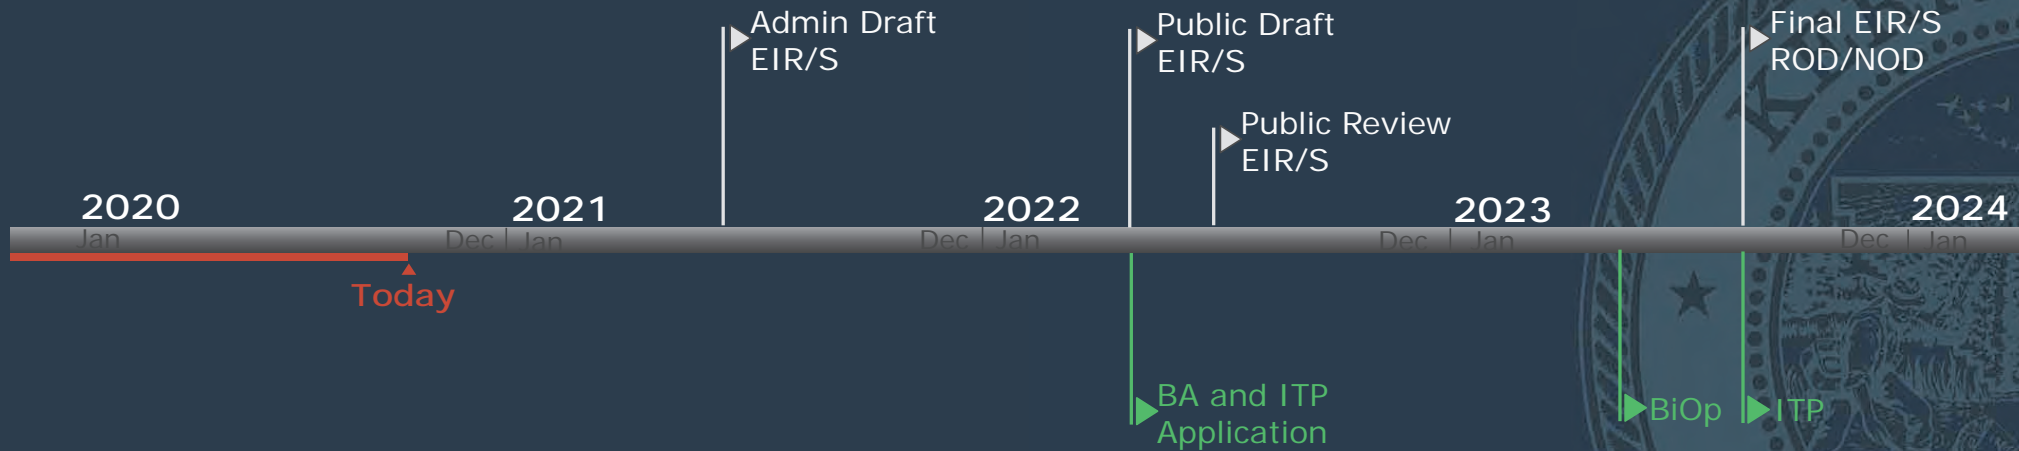 Admin Draft
EIR/S
Public Draft
EIR/S
Final EIR/S
ROD/NOD
Public Review
EIR/S
2020
2021
2022
2023
2024
Jan
Dec
Jan
Dec
Jan
Dec
Jan
Dec
Jan
Today
BA and ITP
Application
BiOp
ITP